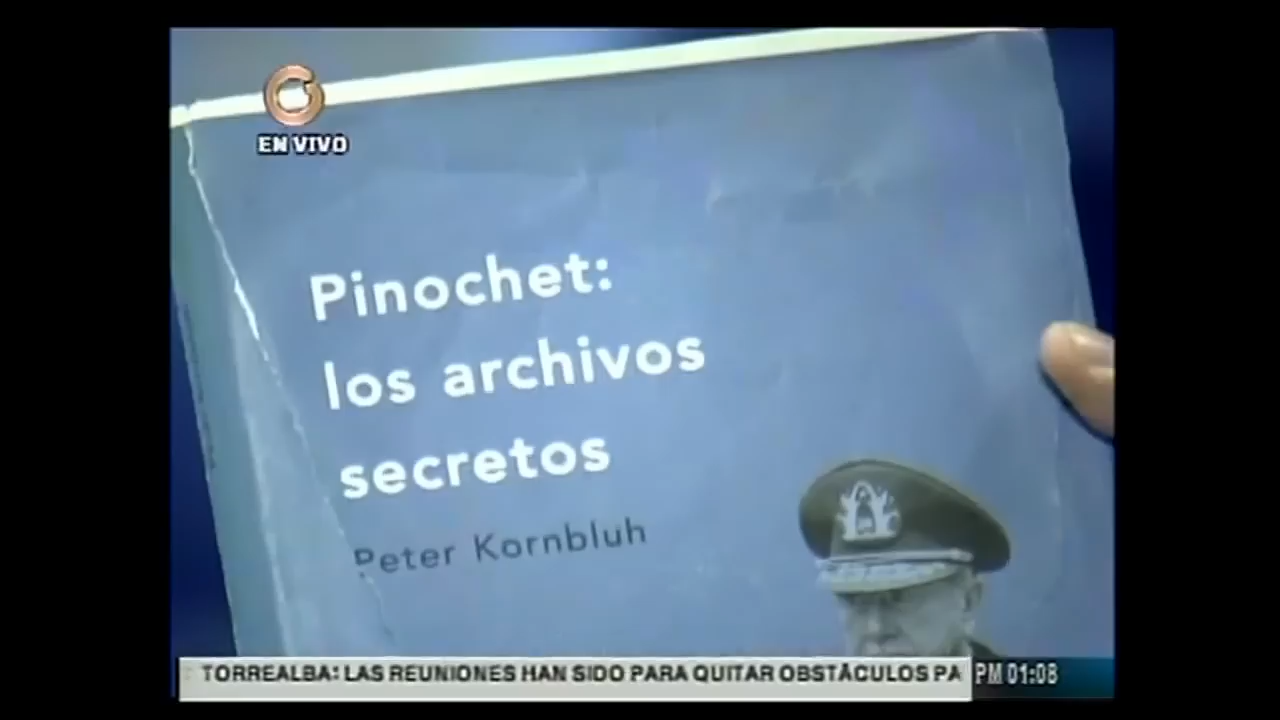 EN VIVO
Pinochet:
los archivos
secretos
Peter Kornbluh
TORREALBA: LAS REUNIONES HAN SIDO PARA QUITAR OBSTÁCULOS PA
PM 01:08